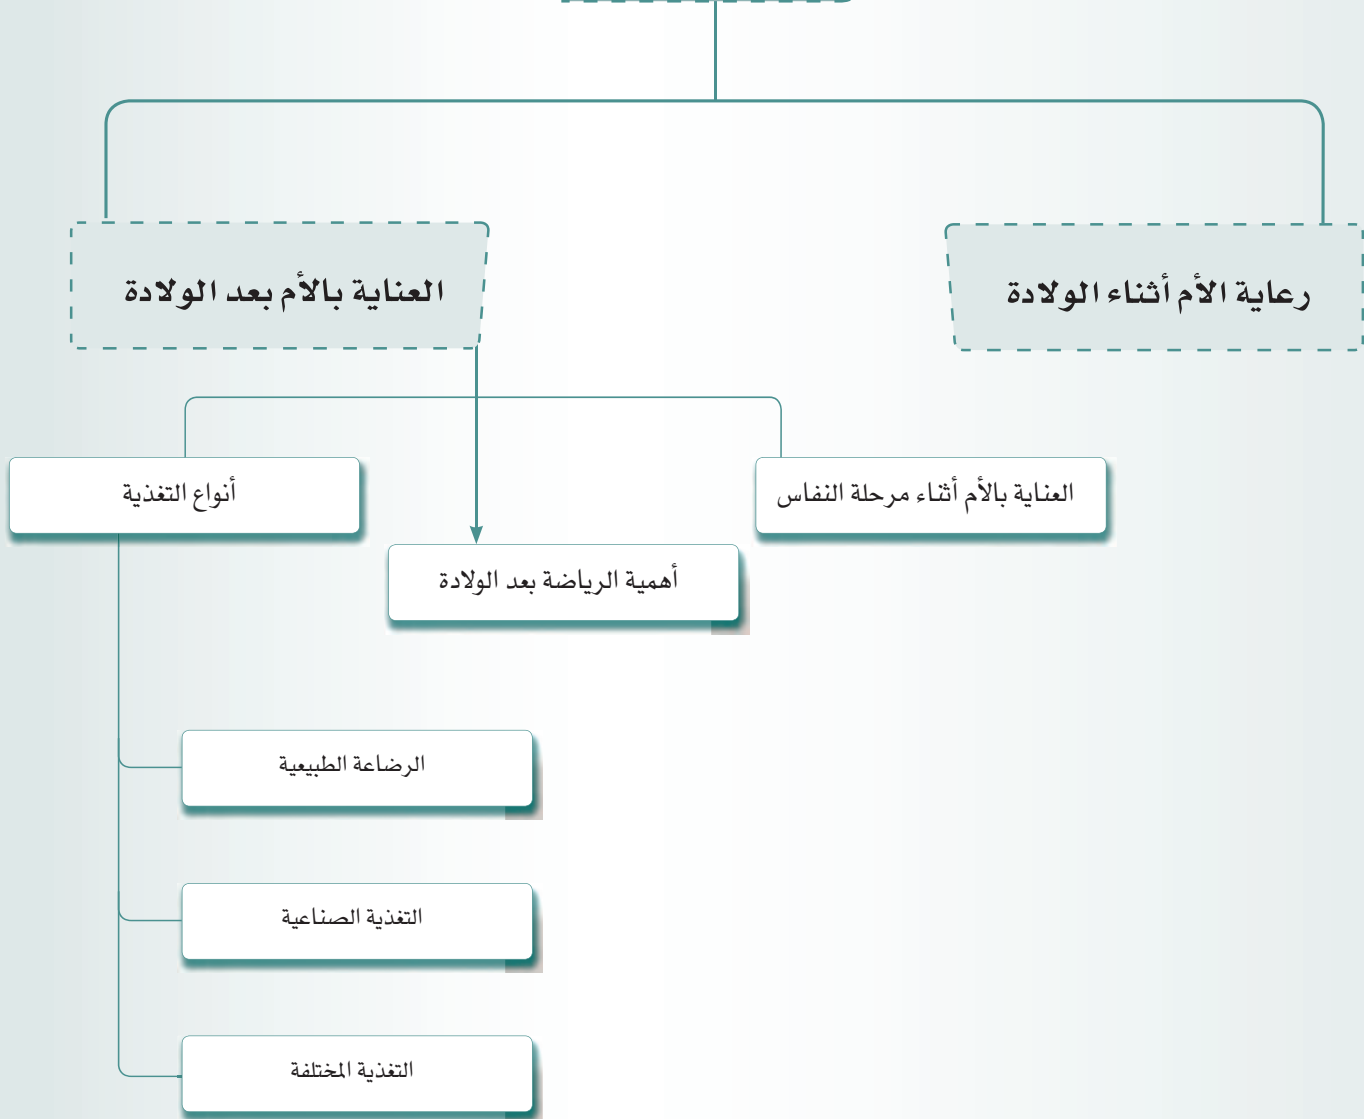 رعاية الأم أثناء الولادة
العناية بالأم بعد الولادة
العناية بالأم أثناء مرحلة النفاس
أهمية الرياضة بعد الولادة
أنواع التغذية
الرضاعة الطبيعية
التغذية الصناعية
التغذية المختلفة